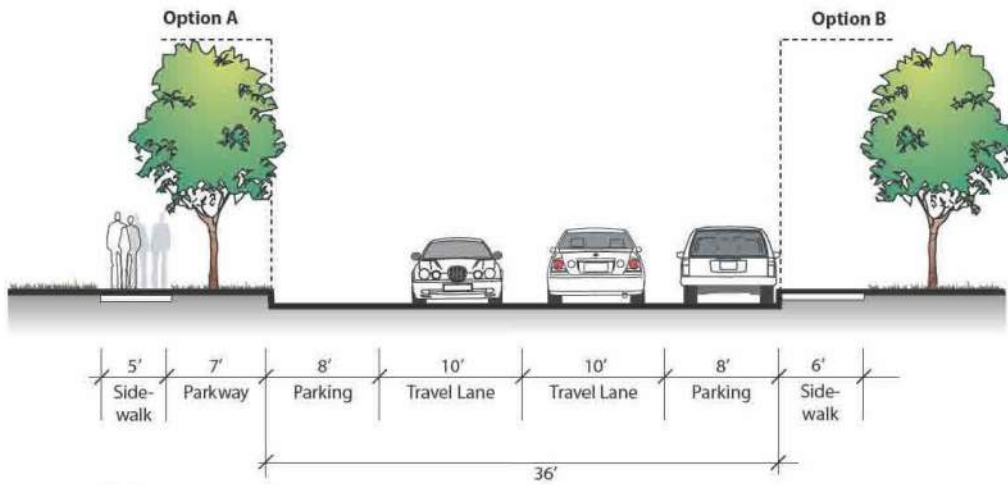 Option A
Option B
5' 7' 8' 10' 10' 8' 6'
Side- Parkway Parking Travel Lane Travel Lane Parking Side-
walk walk
36'